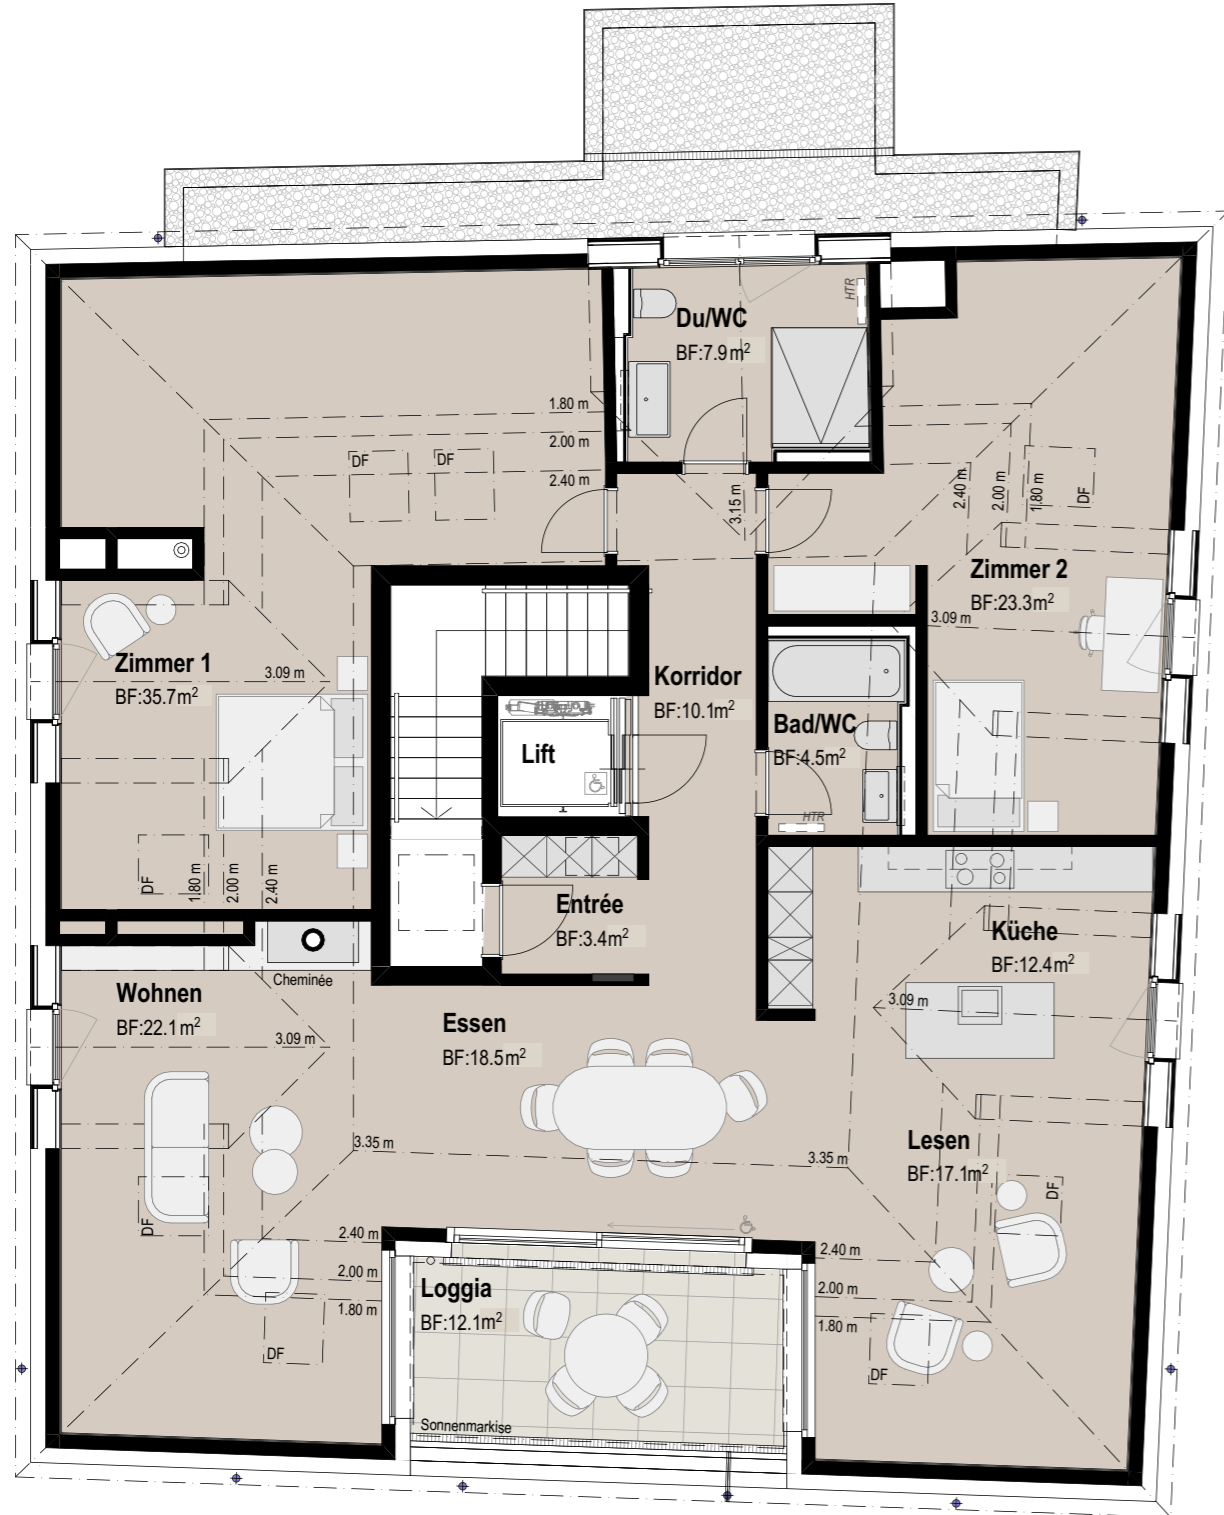 HTR
Du/WC
BF:7.9m²
1.80 m
2.00 m
2.40 m
DF
DF
3.15 m
2.40 m
2.00 m
1.80 m
DF
Zimmer 2
BF:23.3m²
3.09 m
Zimmer 1
BF:35.7m²
3.09 m
Korridor
BF:10.1m²
Bad/WC
BF:4.5m²
Lift
HTR
DF
1.80 m
2.00 m
2.40 m
Entrée
BF:3.4m²
Küche
BF:12.4m²
3.09 m
Cheminée
Wohnen
BF:22.1m²
3.09 m
Essen
BF:18.5m²
3.35 m
3.35 m
Lesen
BF:17.1m²
DF
DF
2.40 m
2.00 m
1.80 m
DF
Loggia
BF:12.1m²
Sonnenmarkise
2.40 m
2.00 m
1.80 m
DF